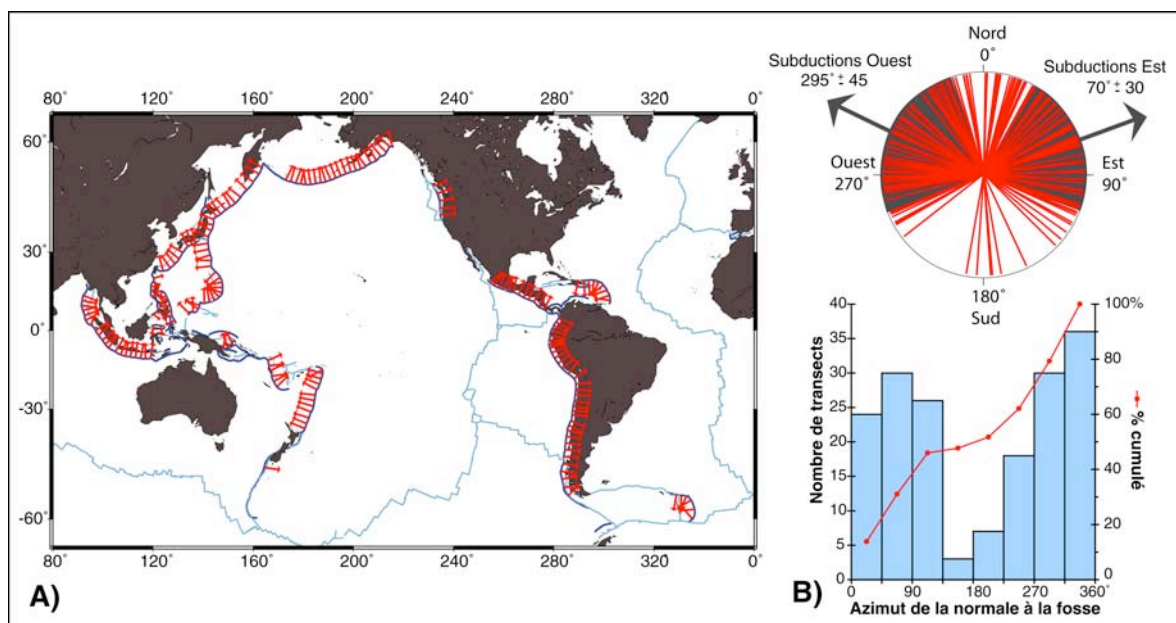 80° 120° 160° 200° 240° 280° 320° 0°
60°
30°
0°
-30°
-60°
80° 120° 160° 200° 240° 280° 320° 0°
A)
Nord
0°
Subductions Ouest
295° ± 45
Subductions Est
70° ± 30
Ouest
270°
Est
90°
180°
Sud
Nombre de transects
40
35
30
25
20
15
10
5
0
100%
80
60
40
20
0
% cumulé
0 90 180 270 360°
Azimut de la normale à la fosse
B)